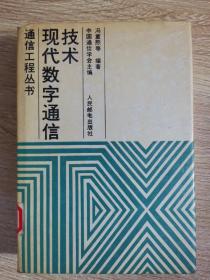 冯重熙等 编著
中国通信学会主编
人民邮电出版社
现代数字通信
技术
通信工程丛书